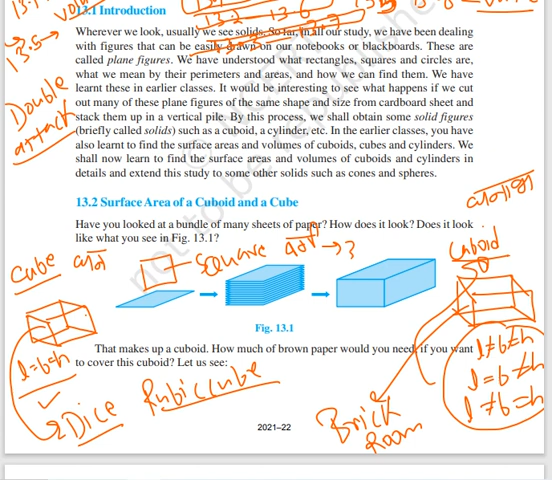 13.1 Introduction
Wherever we look, usually we see solids. So far, in all our study, we have been dealing
with figures that can be easily drawn on our notebooks or blackboards. These are
called plane figures. We have understood what rectangles, squares and circles are,
what we mean by their perimeters and areas, and how we can find them. We have
learnt these in earlier classes. It would be interesting to see what happens if we cut
out many of these plane figures of the same shape and size from cardboard sheet and
stack them up in a vertical pile. By this process, we shall obtain some solid figures
(briefly called solids) such as a cuboid, a cylinder, etc. In the earlier classes, you have
also learnt to find the surface areas and volumes of cuboids, cubes and cylinders. We
shall now learn to find the surface areas and volumes of cuboids and cylinders in
details and extend this study to some other solids such as cones and spheres.
Double
attack
13.5 →
13.2 Surface Area of a Cuboid and a Cube
Have you looked at a bundle of many sheets of paper? How does it look? Does it look
like what you see in Fig. 13.1?
Cube
Square
→ ?
Cuboid
Fig. 13.1
That makes up a cuboid. How much of brown paper would you need, if you want
to cover this cuboid? Let us see:
l=b=h
Dice
Rubic cube
Brick
Room
l≠b≠h
l=b≠h
l≠b=h
2021–22
not to be republished